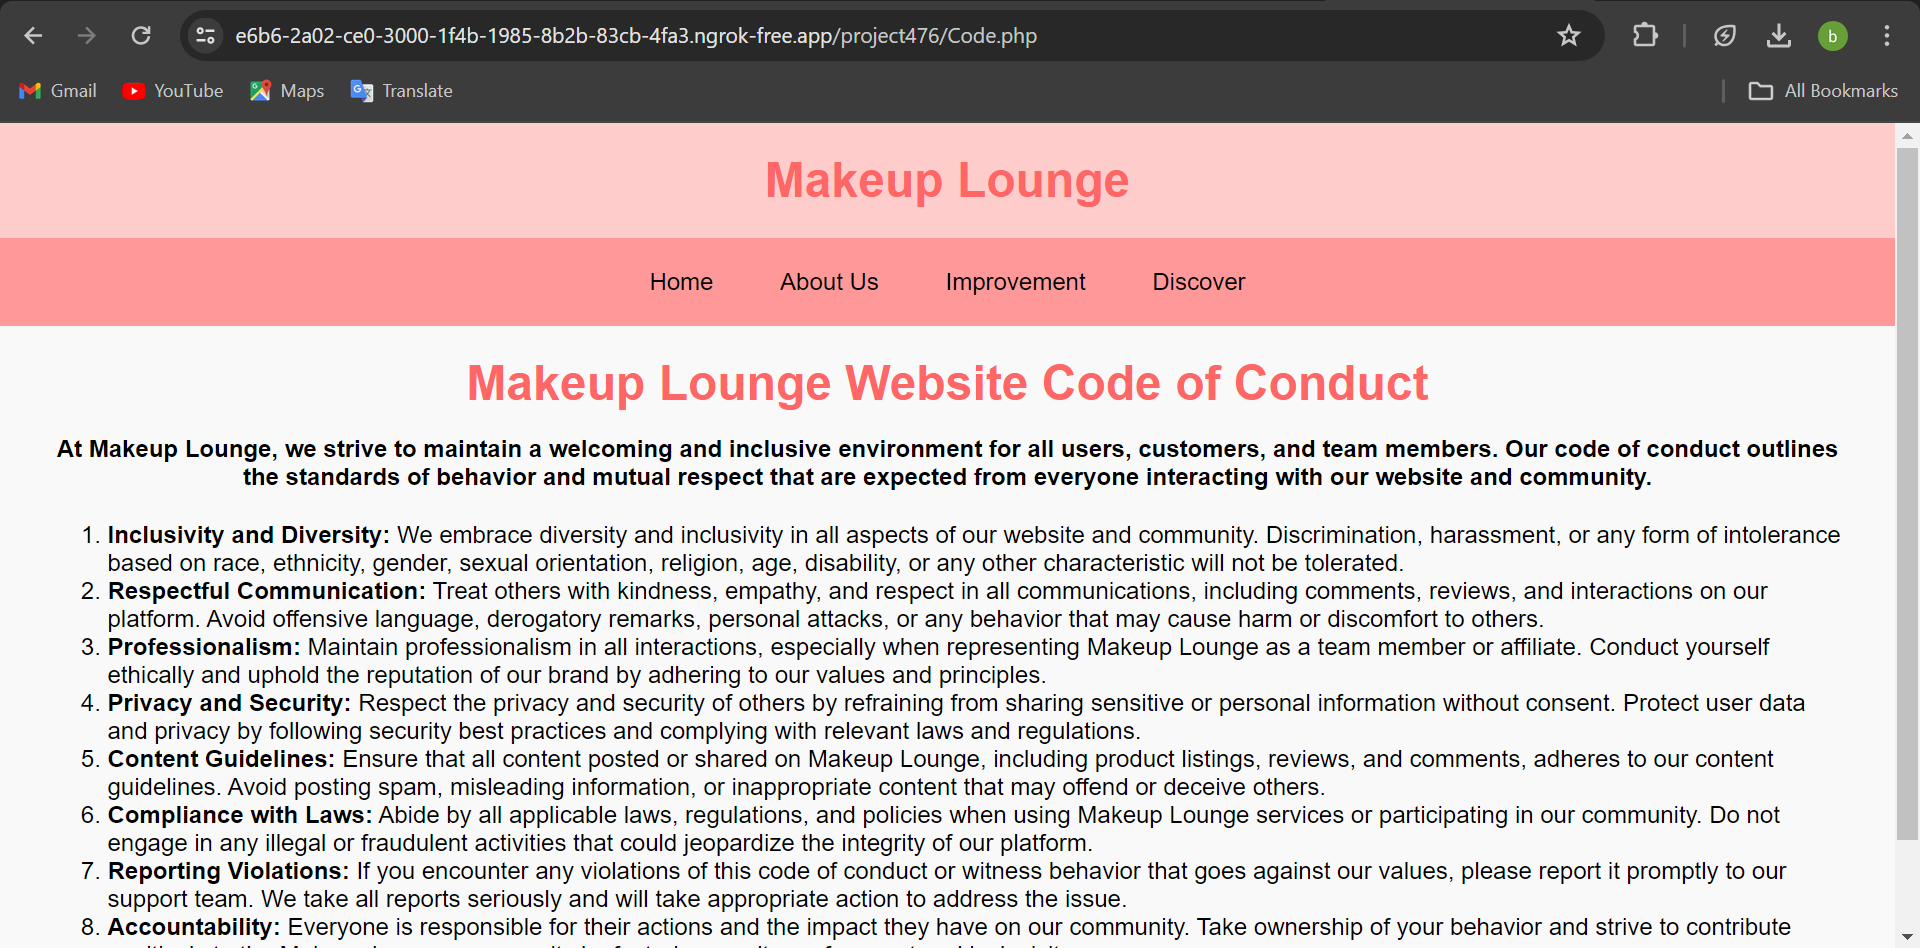 e6b6-2a02-ce0-3000-1f4b-1985-8b2b-83cb-4fa3.ngrok-free.app/project476/Code.php
b
Gmail YouTube Maps Translate All Bookmarks
Makeup Lounge
Home About Us Improvement Discover
Makeup Lounge Website Code of Conduct
At Makeup Lounge, we strive to maintain a welcoming and inclusive environment for all users, customers, and team members. Our code of conduct outlines
the standards of behavior and mutual respect that are expected from everyone interacting with our website and community.
1. Inclusivity and Diversity: We embrace diversity and inclusivity in all aspects of our website and community. Discrimination, harassment, or any form of intolerance
based on race, ethnicity, gender, sexual orientation, religion, age, disability, or any other characteristic will not be tolerated.
2. Respectful Communication: Treat others with kindness, empathy, and respect in all communications, including comments, reviews, and interactions on our
platform. Avoid offensive language, derogatory remarks, personal attacks, or any behavior that may cause harm or discomfort to others.
3. Professionalism: Maintain professionalism in all interactions, especially when representing Makeup Lounge as a team member or affiliate. Conduct yourself
ethically and uphold the reputation of our brand by adhering to our values and principles.
4. Privacy and Security: Respect the privacy and security of others by refraining from sharing sensitive or personal information without consent. Protect user data
and privacy by following security best practices and complying with relevant laws and regulations.
5. Content Guidelines: Ensure that all content posted or shared on Makeup Lounge, including product listings, reviews, and comments, adheres to our content
guidelines. Avoid posting spam, misleading information, or inappropriate content that may offend or deceive others.
6. Compliance with Laws: Abide by all applicable laws, regulations, and policies when using Makeup Lounge services or participating in our community. Do not
engage in any illegal or fraudulent activities that could jeopardize the integrity of our platform.
7. Reporting Violations: If you encounter any violations of this code of conduct or witness behavior that goes against our values, please report it promptly to our
support team. We take all reports seriously and will take appropriate action to address the issue.
8. Accountability: Everyone is responsible for their actions and the impact they have on our community. Take ownership of your behavior and strive to contribute